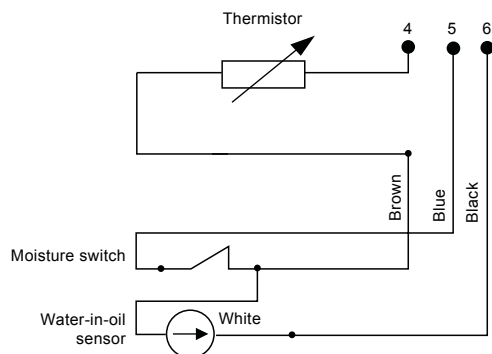 Thermistor
4 5 6
Brown
Blue
Black
Moisture switch
White
Water-in-oil
sensor